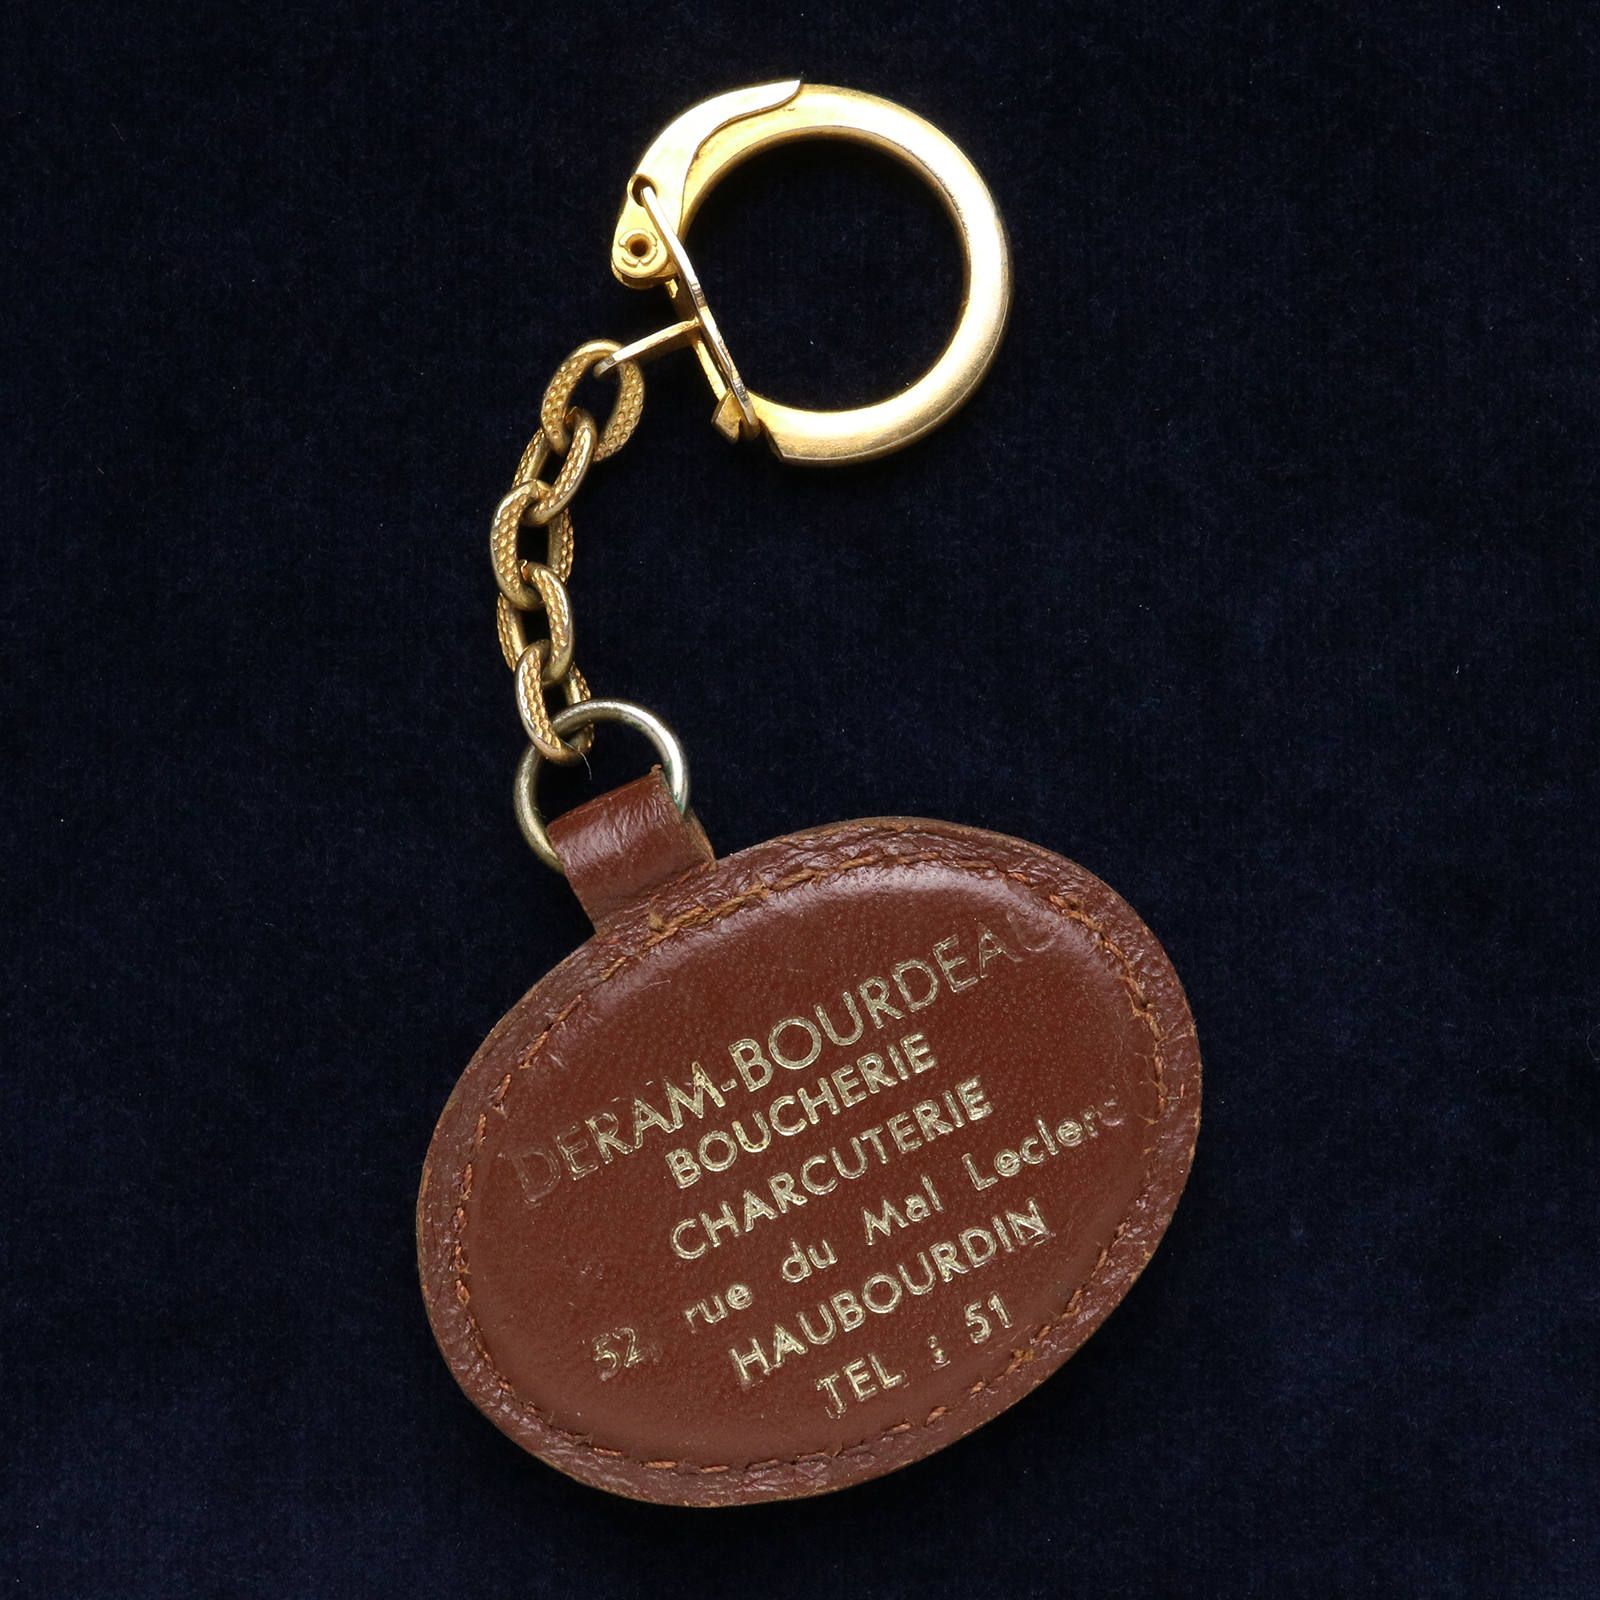 DERAM-BOURDEAU
BOUCHERIE
CHARCUTERIE
52, rue du Mal Leclerc
HAUBOURDIN
TEL : 51